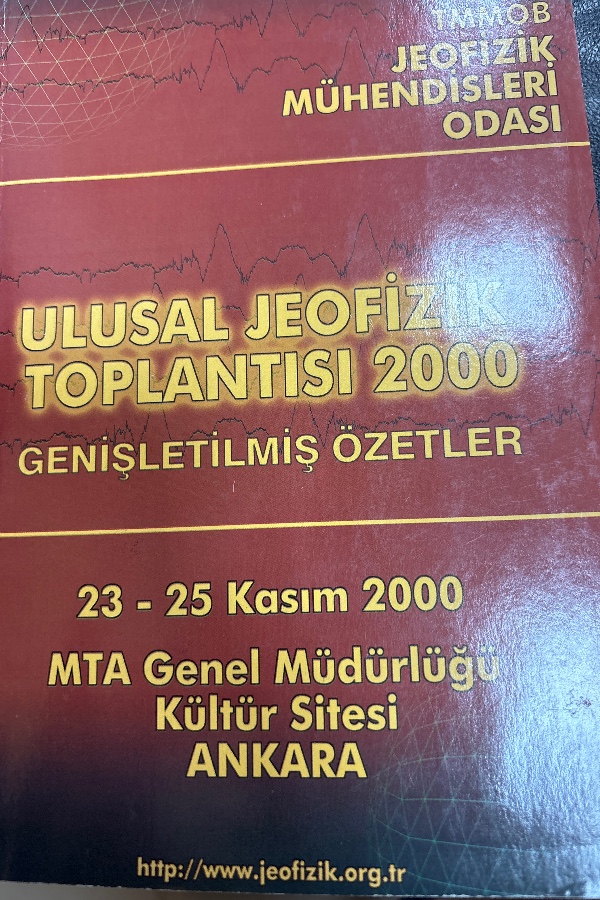 TMMOB
JEOFİZİK
MÜHENDİSLERİ
ODASI
ULUSAL JEOFİZİK
TOPLANTISI 2000
GENİŞLETİLMİŞ ÖZETLER
23 - 25 Kasım 2000
MTA Genel Müdürlüğü
Kültür Sitesi
ANKARA
http://www.jeofizik.org.tr